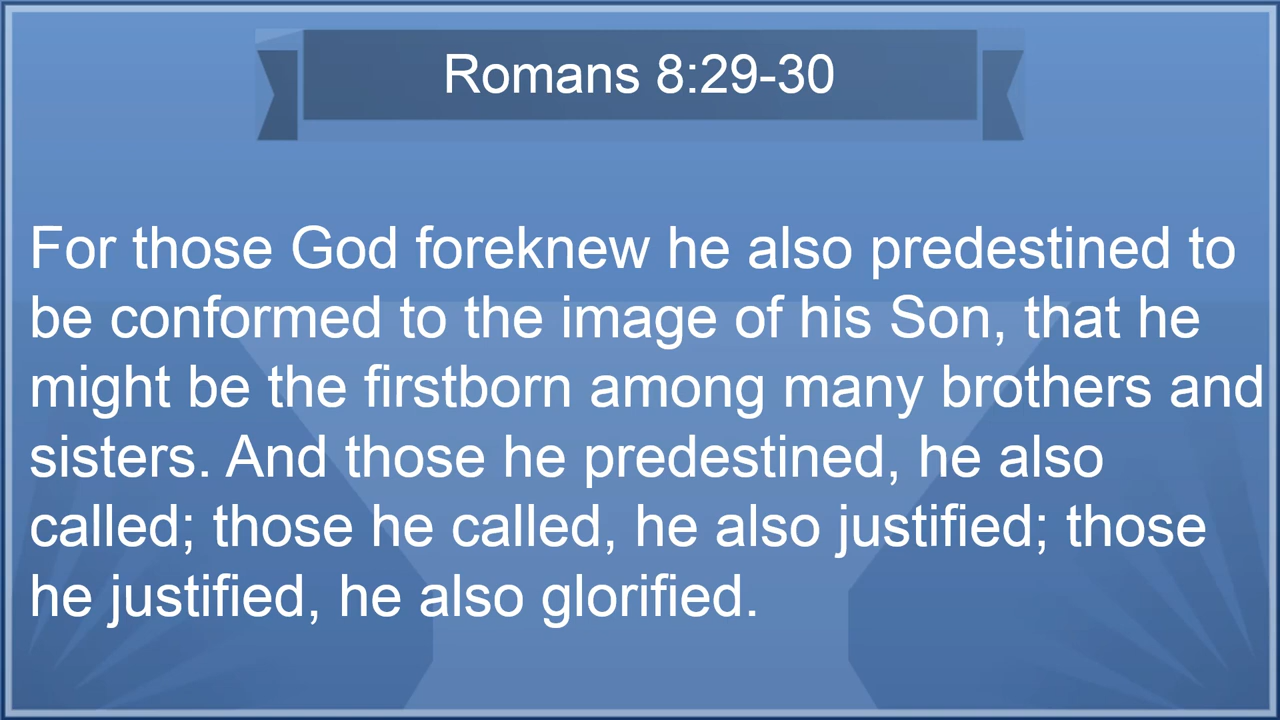 Romans 8:29-30
For those God foreknew he also predestined to
be conformed to the image of his Son, that he
might be the firstborn among many brothers and
sisters. And those he predestined, he also
called; those he called, he also justified; those
he justified, he also glorified.